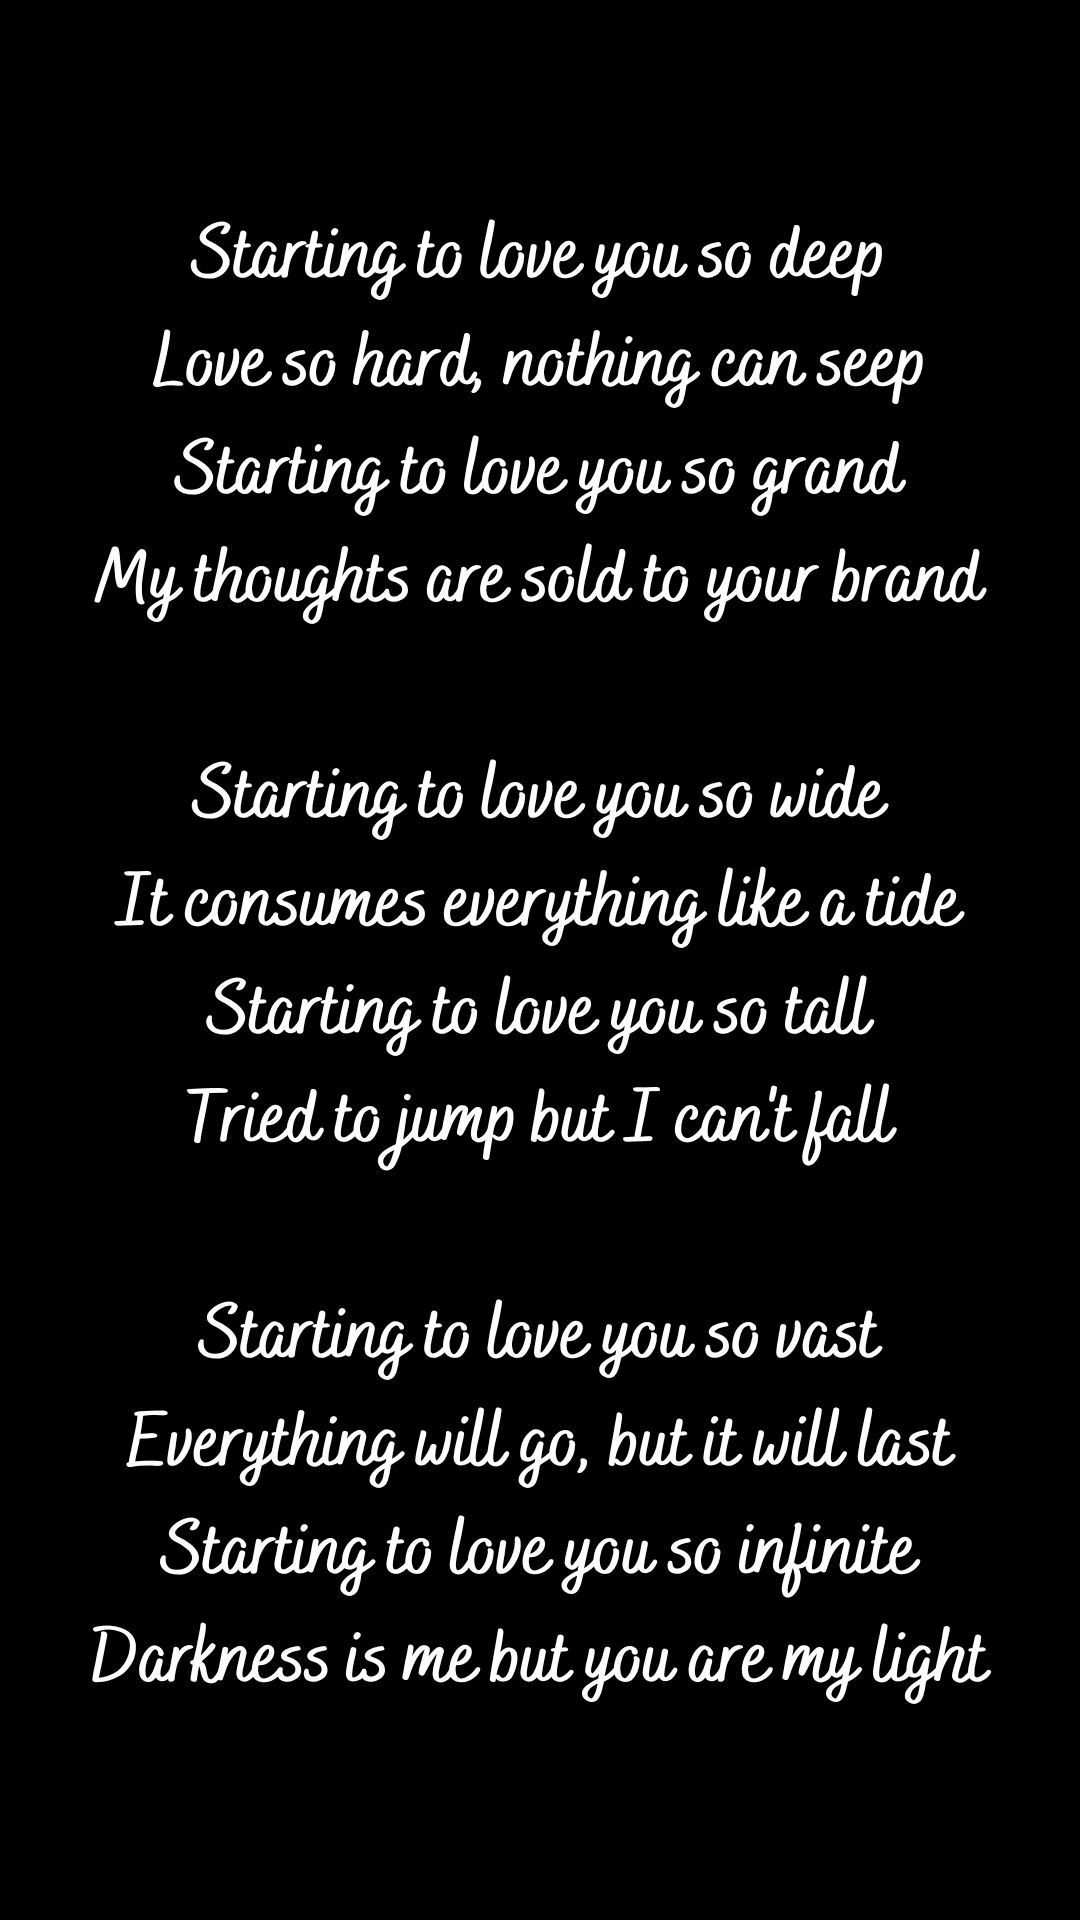 Starting to love you so deep
Love so hard, nothing can seep
Starting to love you so grand
My thoughts are sold to your brand
Starting to love you so wide
It consumes everything like a tide
Starting to love you so tall
Tried to jump but I can't fall
Starting to love you so vast
Everything will go, but it will last
Starting to love you so infinite
Darkness is me but you are my light